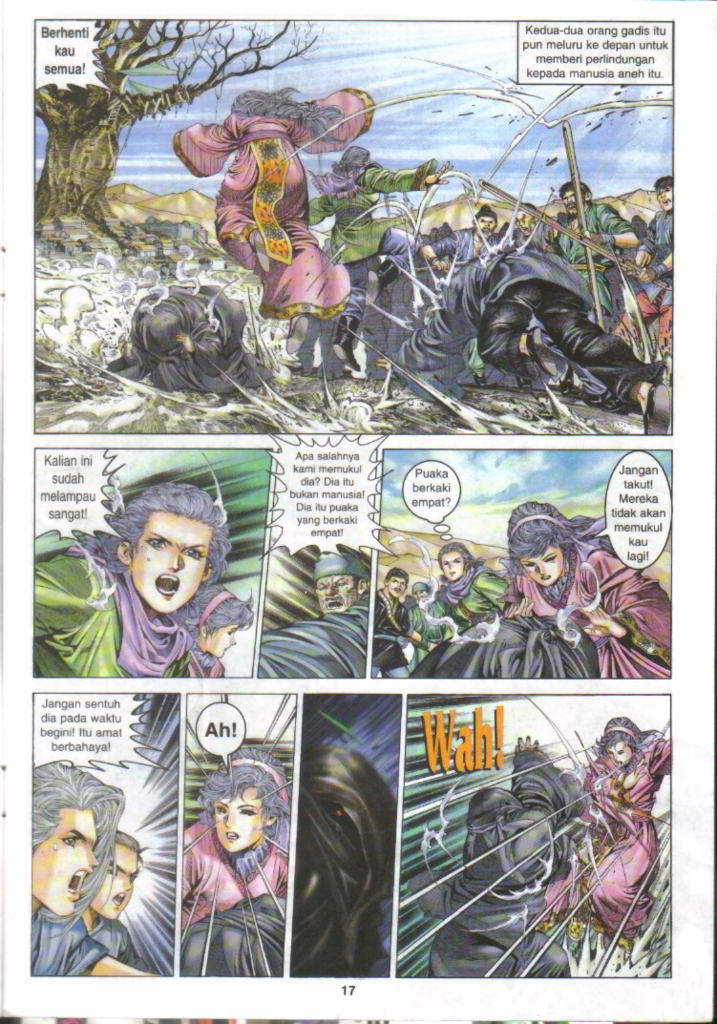 Berhenti
kau
semua!
Kedua-dua orang gadis itu
pun meluru ke depan untuk
memberi perlindungan
kepada manusia aneh itu.
Kalian ini
sudah
melampau
sangat!
Apa salahnya
kami memukul
dia? Dia itu
bukan manusia!
Dia itu puaka
yang berkaki
empat!
Puaka
berkaki
empat?
Jangan
takut!
Mereka
tidak akan
memukul
kau
lagi!
Jangan sentuh
dia pada waktu
begini! Itu amat
berbahaya!
Ah!
Wah!
17